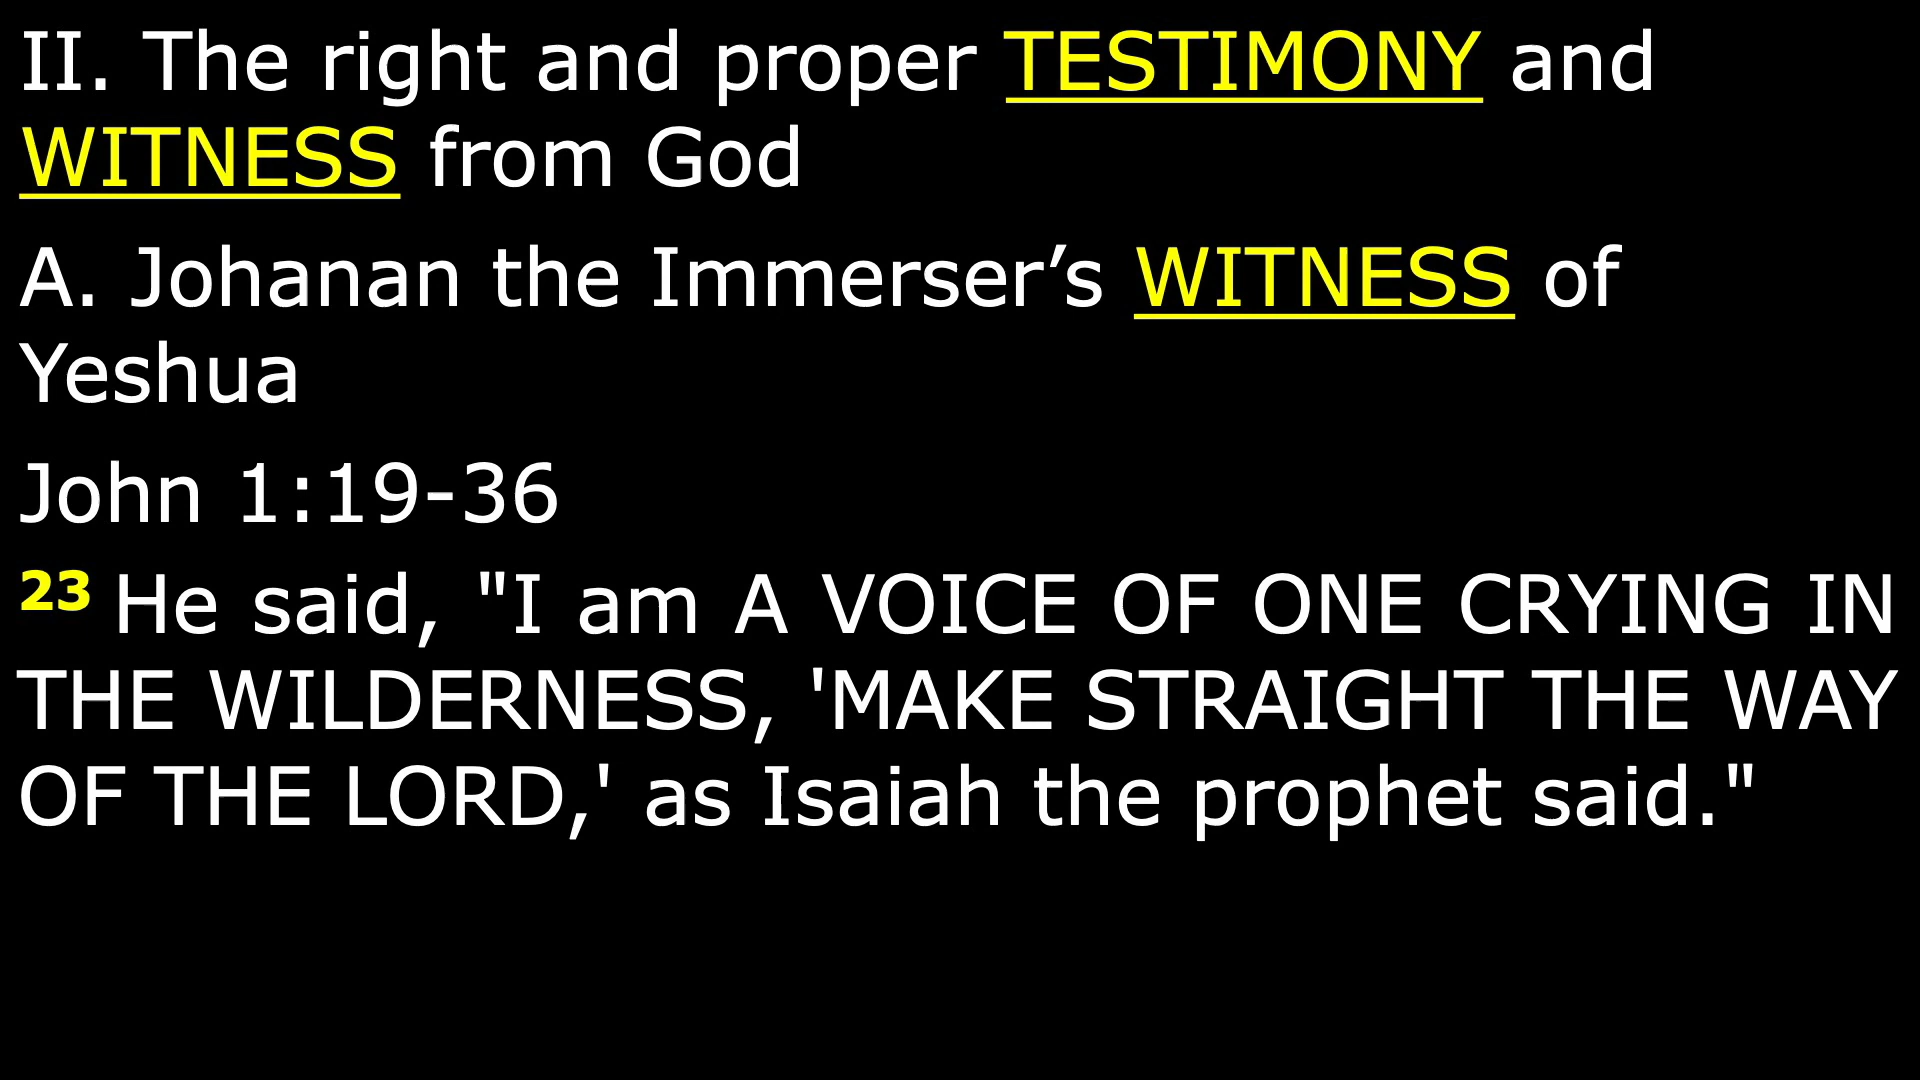 II. The right and proper TESTIMONY and
WITNESS from God
A. Johanan the Immerser’s WITNESS of
Yeshua
John 1:19-36
23 He said, "I am A VOICE OF ONE CRYING IN
THE WILDERNESS, 'MAKE STRAIGHT THE WAY
OF THE LORD,' as Isaiah the prophet said."